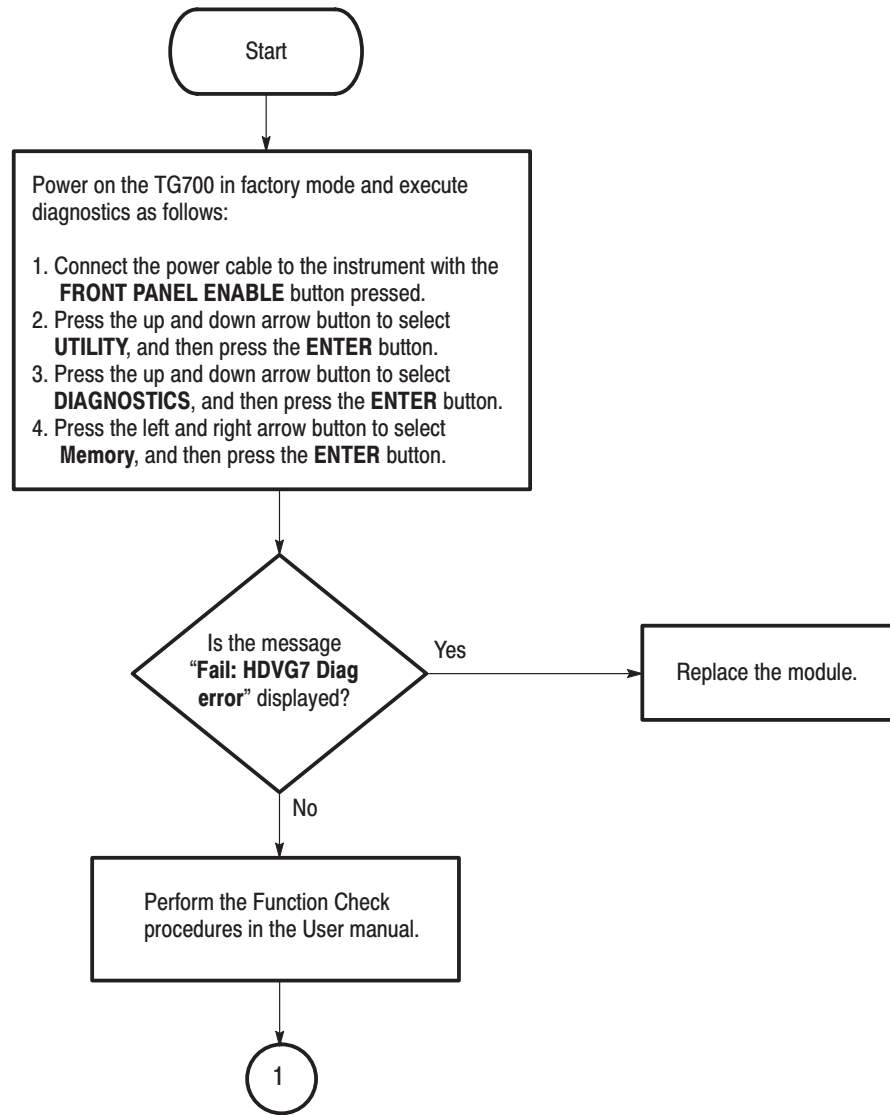 Start
Power on the TG700 in factory mode and execute
diagnostics as follows:
1. Connect the power cable to the instrument with the
FRONT PANEL ENABLE button pressed.
2. Press the up and down arrow button to select
UTILITY, and then press the ENTER button.
3. Press the up and down arrow button to select
DIAGNOSTICS, and then press the ENTER button.
4. Press the left and right arrow button to select
Memory, and then press the ENTER button.
Is the message
“Fail: HDVG7 Diag
error” displayed?
Yes
Replace the module.
No
Perform the Function Check
procedures in the User manual.
1